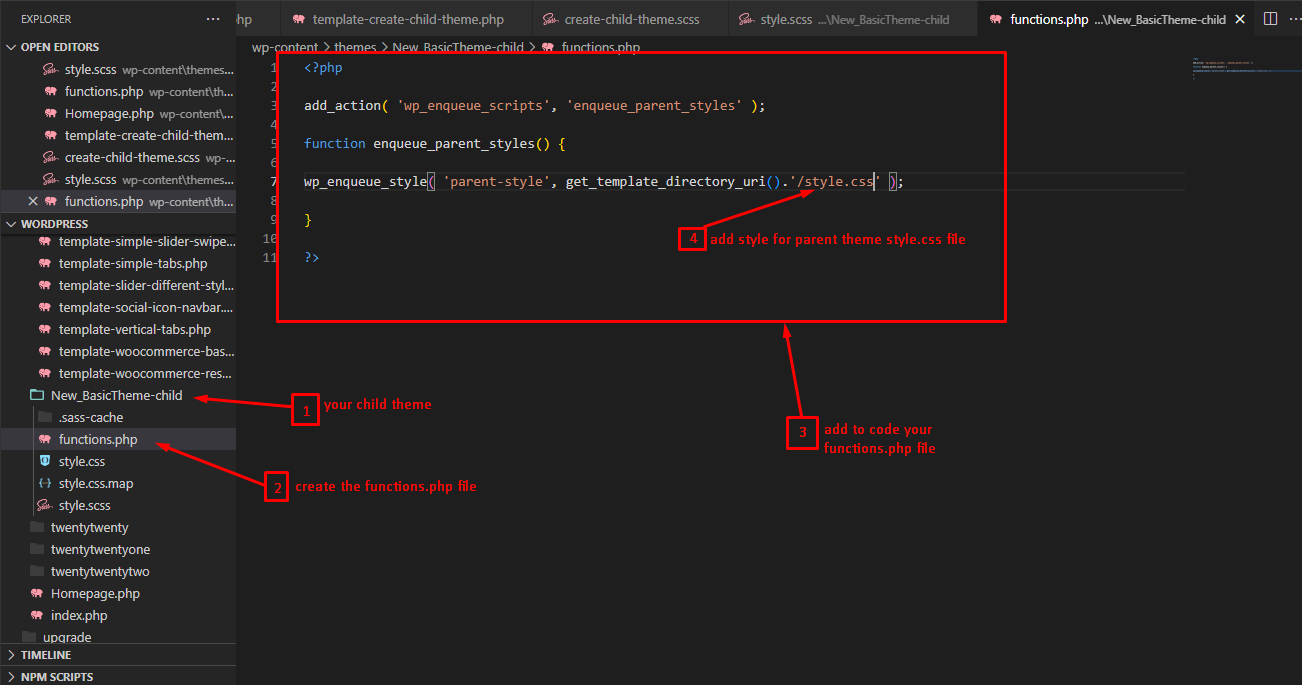 EXPLORER
hp
template-create-child-theme.php
create-child-theme.scss
style.scss ...\New_BasicTheme-child
functions.php ...\New_BasicTheme-child
OPEN EDITORS
style.scss wp-content\themes...
functions.php wp-content\th...
Homepage.php wp-content\...
template-create-child-them...
create-child-theme.scss wp-...
style.scss wp-content\themes...
functions.php wp-content\th...
WORDPRESS
template-simple-slider-swipe...
template-simple-tabs.php
template-slider-different-styl...
template-social-icon-navbar....
template-vertical-tabs.php
template-woocommerce-bas...
template-woocommerce-res...
New_BasicTheme-child
.sass-cache
functions.php
style.css
style.css.map
style.scss
twentytwenty
twentytwentyone
twentytwentytwo
Homepage.php
index.php
upgrade
TIMELINE
NPM SCRIPTS
wp-content > themes > New_BasicTheme-child > functions.php
1 <?php
2
3 add_action( 'wp_enqueue_scripts', 'enqueue_parent_styles' );
4
5 function enqueue_parent_styles() {
6
7 wp_enqueue_style( 'parent-style', get_template_directory_uri().'/style.css' );
8
9 }
10
11 ?>
4 add style for parent theme style.css file
1 your child theme
3 add to code your
functions.php file
2 create the functions.php file